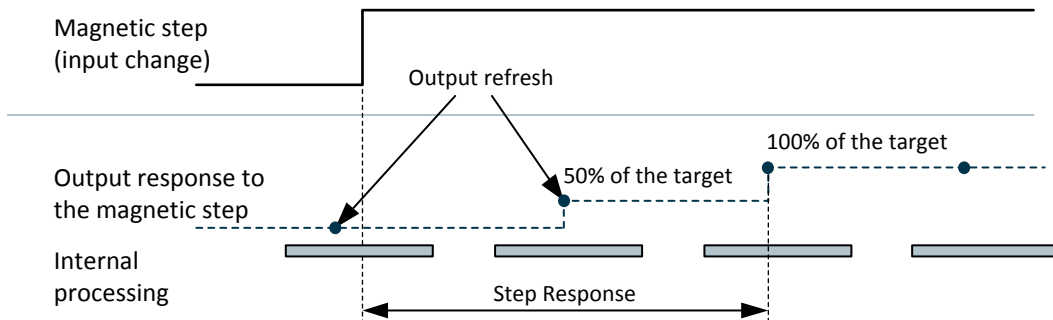 Magnetic step
(input change)
Output refresh
100% of the target
50% of the target
Output response to
the magnetic step
Internal
processing
Step Response